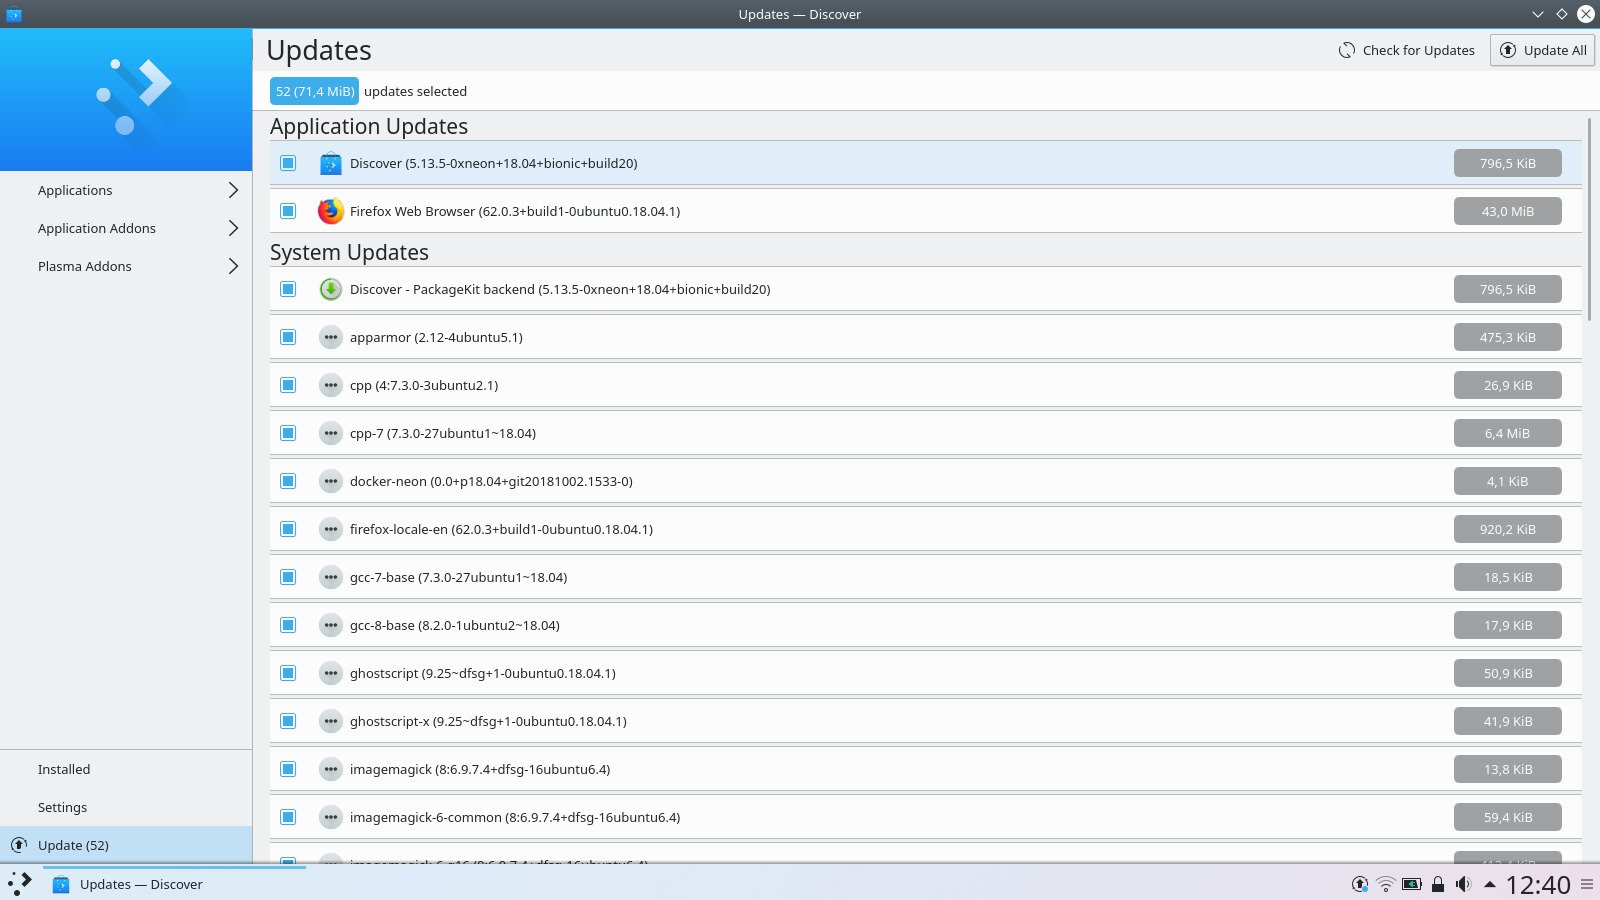 Updates — Discover
Updates
Check for Updates
Update All
52 (71,4 MiB) updates selected
Application Updates
Discover (5.13.5-0xneon+18.04+bionic+build20) 796,5 KiB
Firefox Web Browser (62.0.3+build1-0ubuntu0.18.04.1) 43,0 MiB
System Updates
Discover - PackageKit backend (5.13.5-0xneon+18.04+bionic+build20) 796,5 KiB
apparmor (2.12-4ubuntu5.1) 475,3 KiB
cpp (4:7.3.0-3ubuntu2.1) 26,9 KiB
cpp-7 (7.3.0-27ubuntu1~18.04) 6,4 MiB
docker-neon (0.0+p18.04+git20181002.1533-0) 4,1 KiB
firefox-locale-en (62.0.3+build1-0ubuntu0.18.04.1) 920,2 KiB
gcc-7-base (7.3.0-27ubuntu1~18.04) 18,5 KiB
gcc-8-base (8.2.0-1ubuntu2~18.04) 17,9 KiB
ghostscript (9.25~dfsg+1-0ubuntu0.18.04.1) 50,9 KiB
ghostscript-x (9.25~dfsg+1-0ubuntu0.18.04.1) 41,9 KiB
imagemagick (8:6.9.7.4+dfsg-16ubuntu6.4) 13,8 KiB
imagemagick-6-common (8:6.9.7.4+dfsg-16ubuntu6.4) 59,4 KiB
Applications
Application Addons
Plasma Addons
Installed
Settings
Update (52)
Updates — Discover
12:40